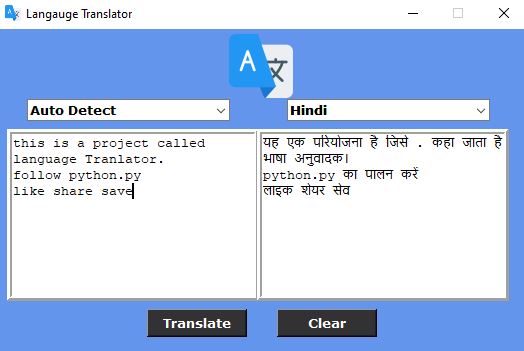 Langauge Translator
A 文
Auto Detect
Hindi
this is a project called
language Tranlator.
follow python.py
like share save
यह एक परियोजना है जिसे . कहा जाता है
भाषा अनुवादक।
python.py का पालन करें
लाइक शेयर सेव
Translate
Clear